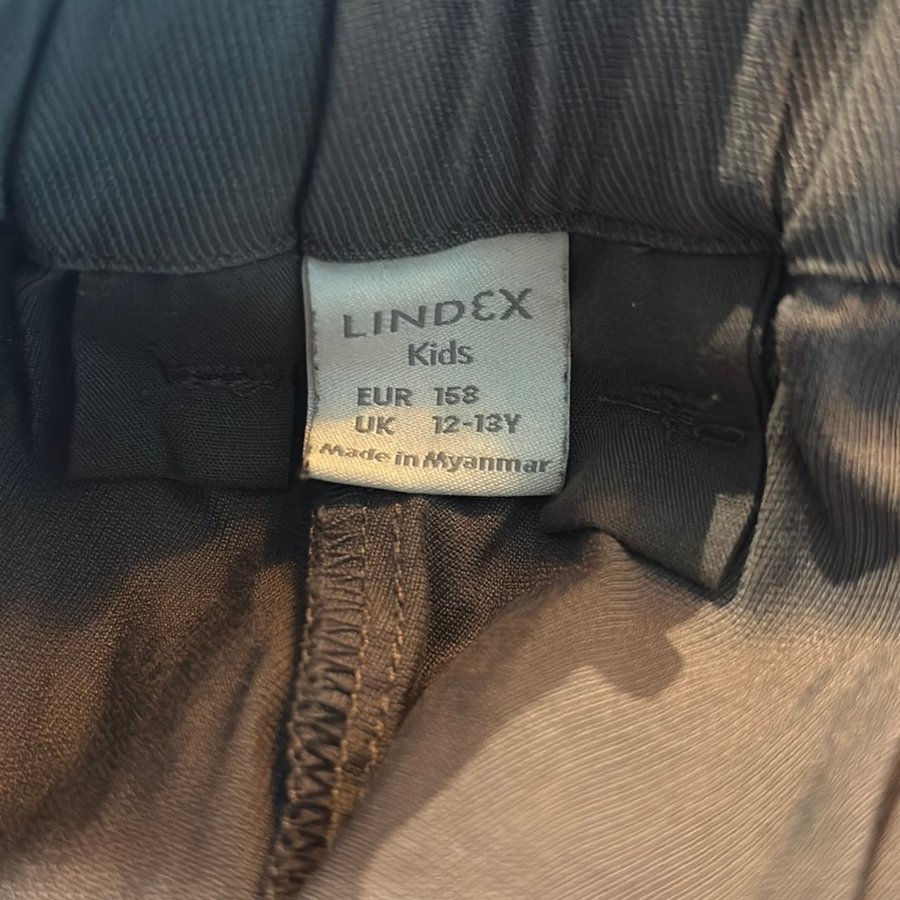 LINDEX
Kids
EUR 158
UK 12-13Y
Made in Myanmar